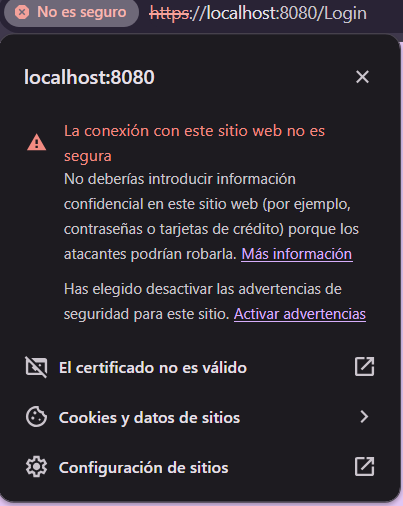 No es seguro https://localhost:8080/Login
localhost:8080
La conexión con este sitio web no es
segura
No deberías introducir información
confidencial en este sitio web (por ejemplo,
contraseñas o tarjetas de crédito) porque los
atacantes podrían robarla. Más información
Has elegido desactivar las advertencias de
seguridad para este sitio. Activar advertencias
El certificado no es válido
Cookies y datos de sitios
Configuración de sitios